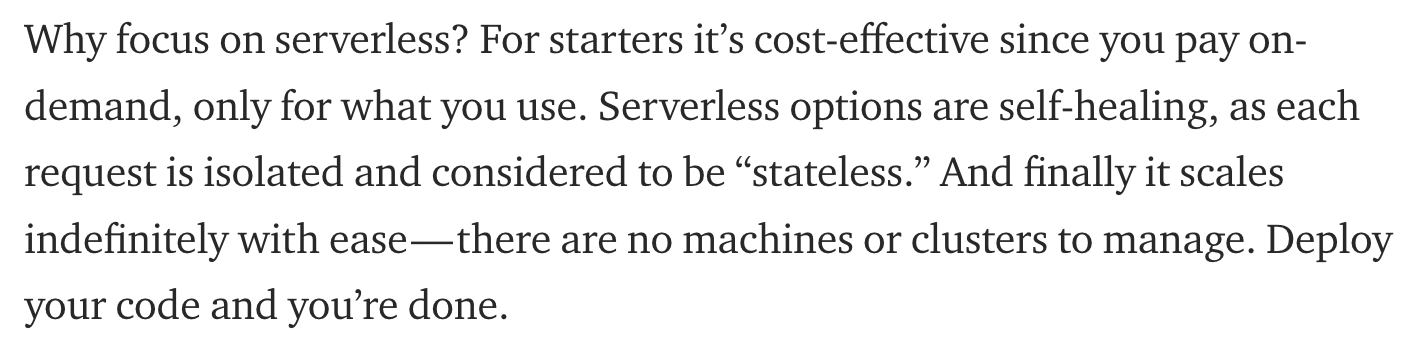 Why focus on serverless? For starters it’s cost-effective since you pay on-
demand, only for what you use. Serverless options are self-healing, as each
request is isolated and considered to be “stateless.” And finally it scales
indefinitely with ease — there are no machines or clusters to manage. Deploy
your code and you’re done.